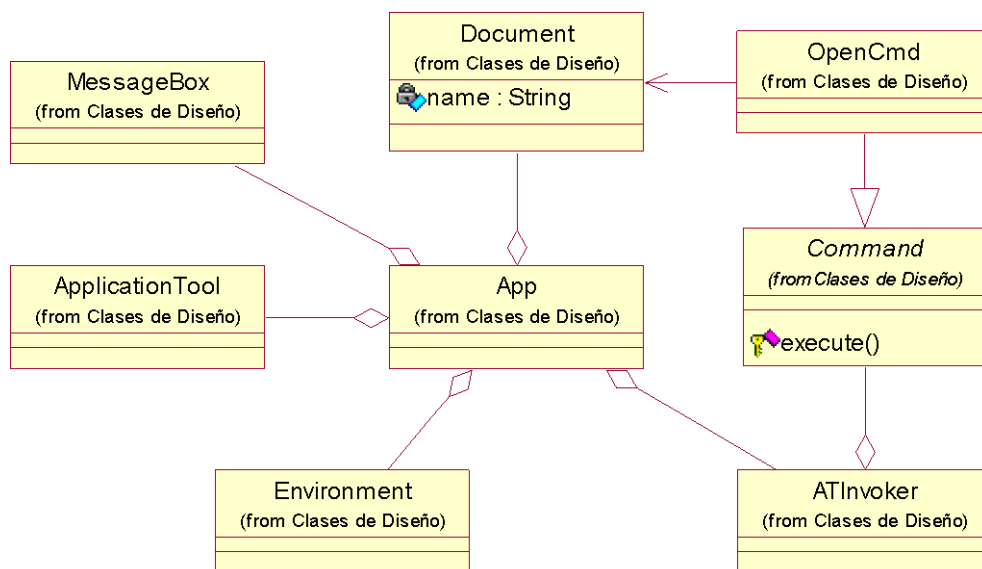 Document
(from Clases de Diseño)
name : String
OpenCmd
(from Clases de Diseño)
MessageBox
(from Clases de Diseño)
Command
(from Clases de Diseño)
execute()
ApplicationTool
(from Clases de Diseño)
App
(from Clases de Diseño)
Environment
(from Clases de Diseño)
ATInvoker
(from Clases de Diseño)